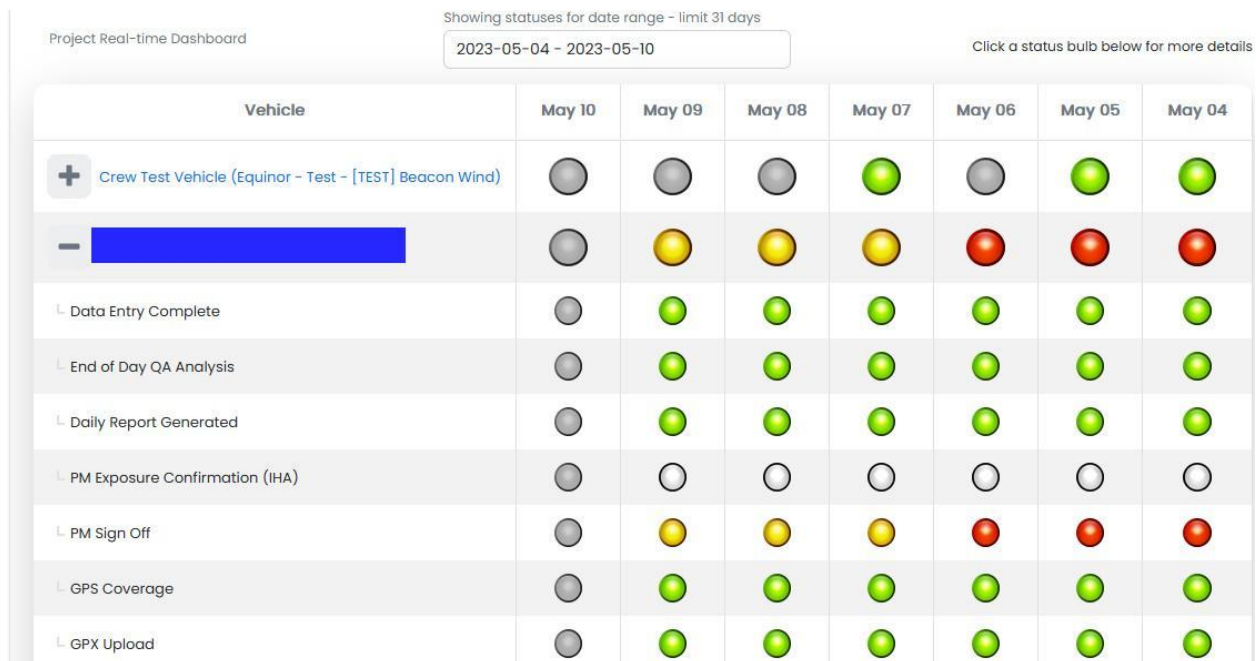 Showing statuses for date range - limit 31 days
Project Real-time Dashboard
2023-05-04 - 2023-05-10
Click a status bulb below for more details
Vehicle May 10 May 09 May 08 May 07 May 06 May 05 May 04
Crew Test Vehicle (Equinor - Test - [TEST] Beacon Wind)
Data Entry Complete
End of Day QA Analysis
Daily Report Generated
PM Exposure Confirmation (IHA)
PM Sign Off
GPS Coverage
GPX Upload